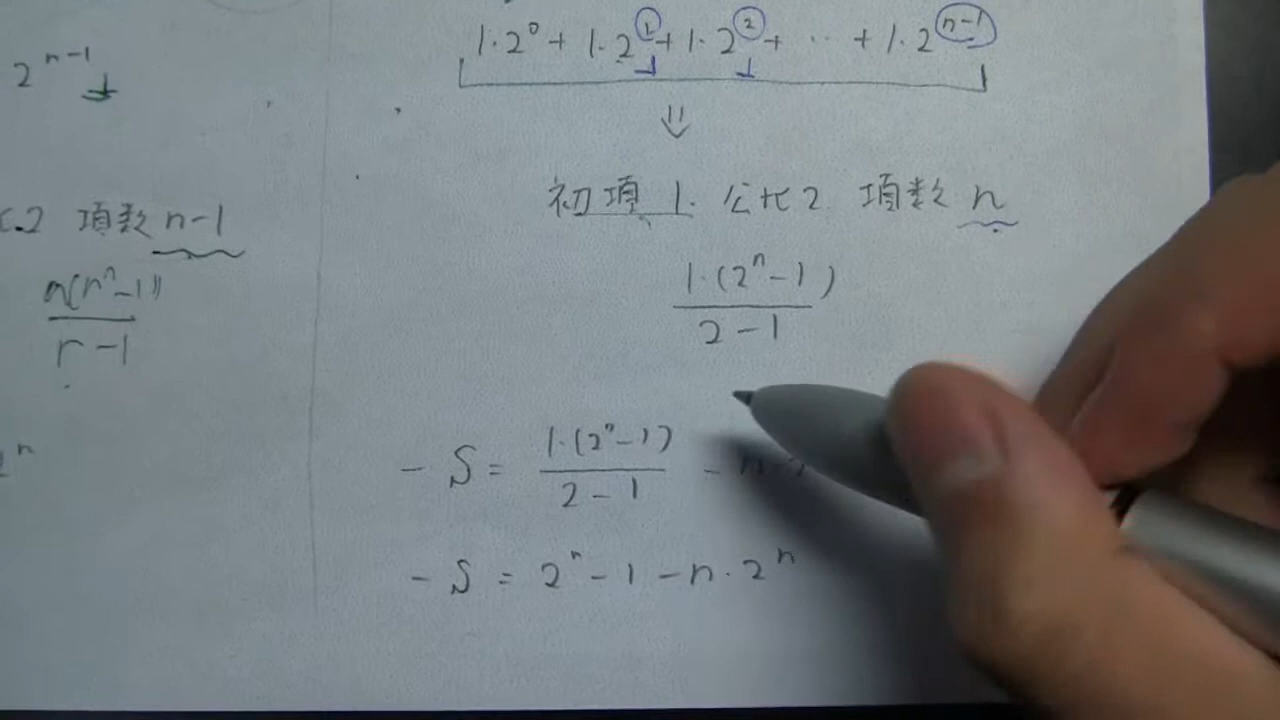 2^{n-1}
項数 n-1
r-1
2^n
1·2^0 + 1·2^1 + 1·2^2 + ·· + 1·2^{n-1}
初項 1. 公比2 項数 n
1·(2^n-1)
2-1
-S = 1·(2^n-1) / 2-1
-S = 2^n - 1 - n·2^n